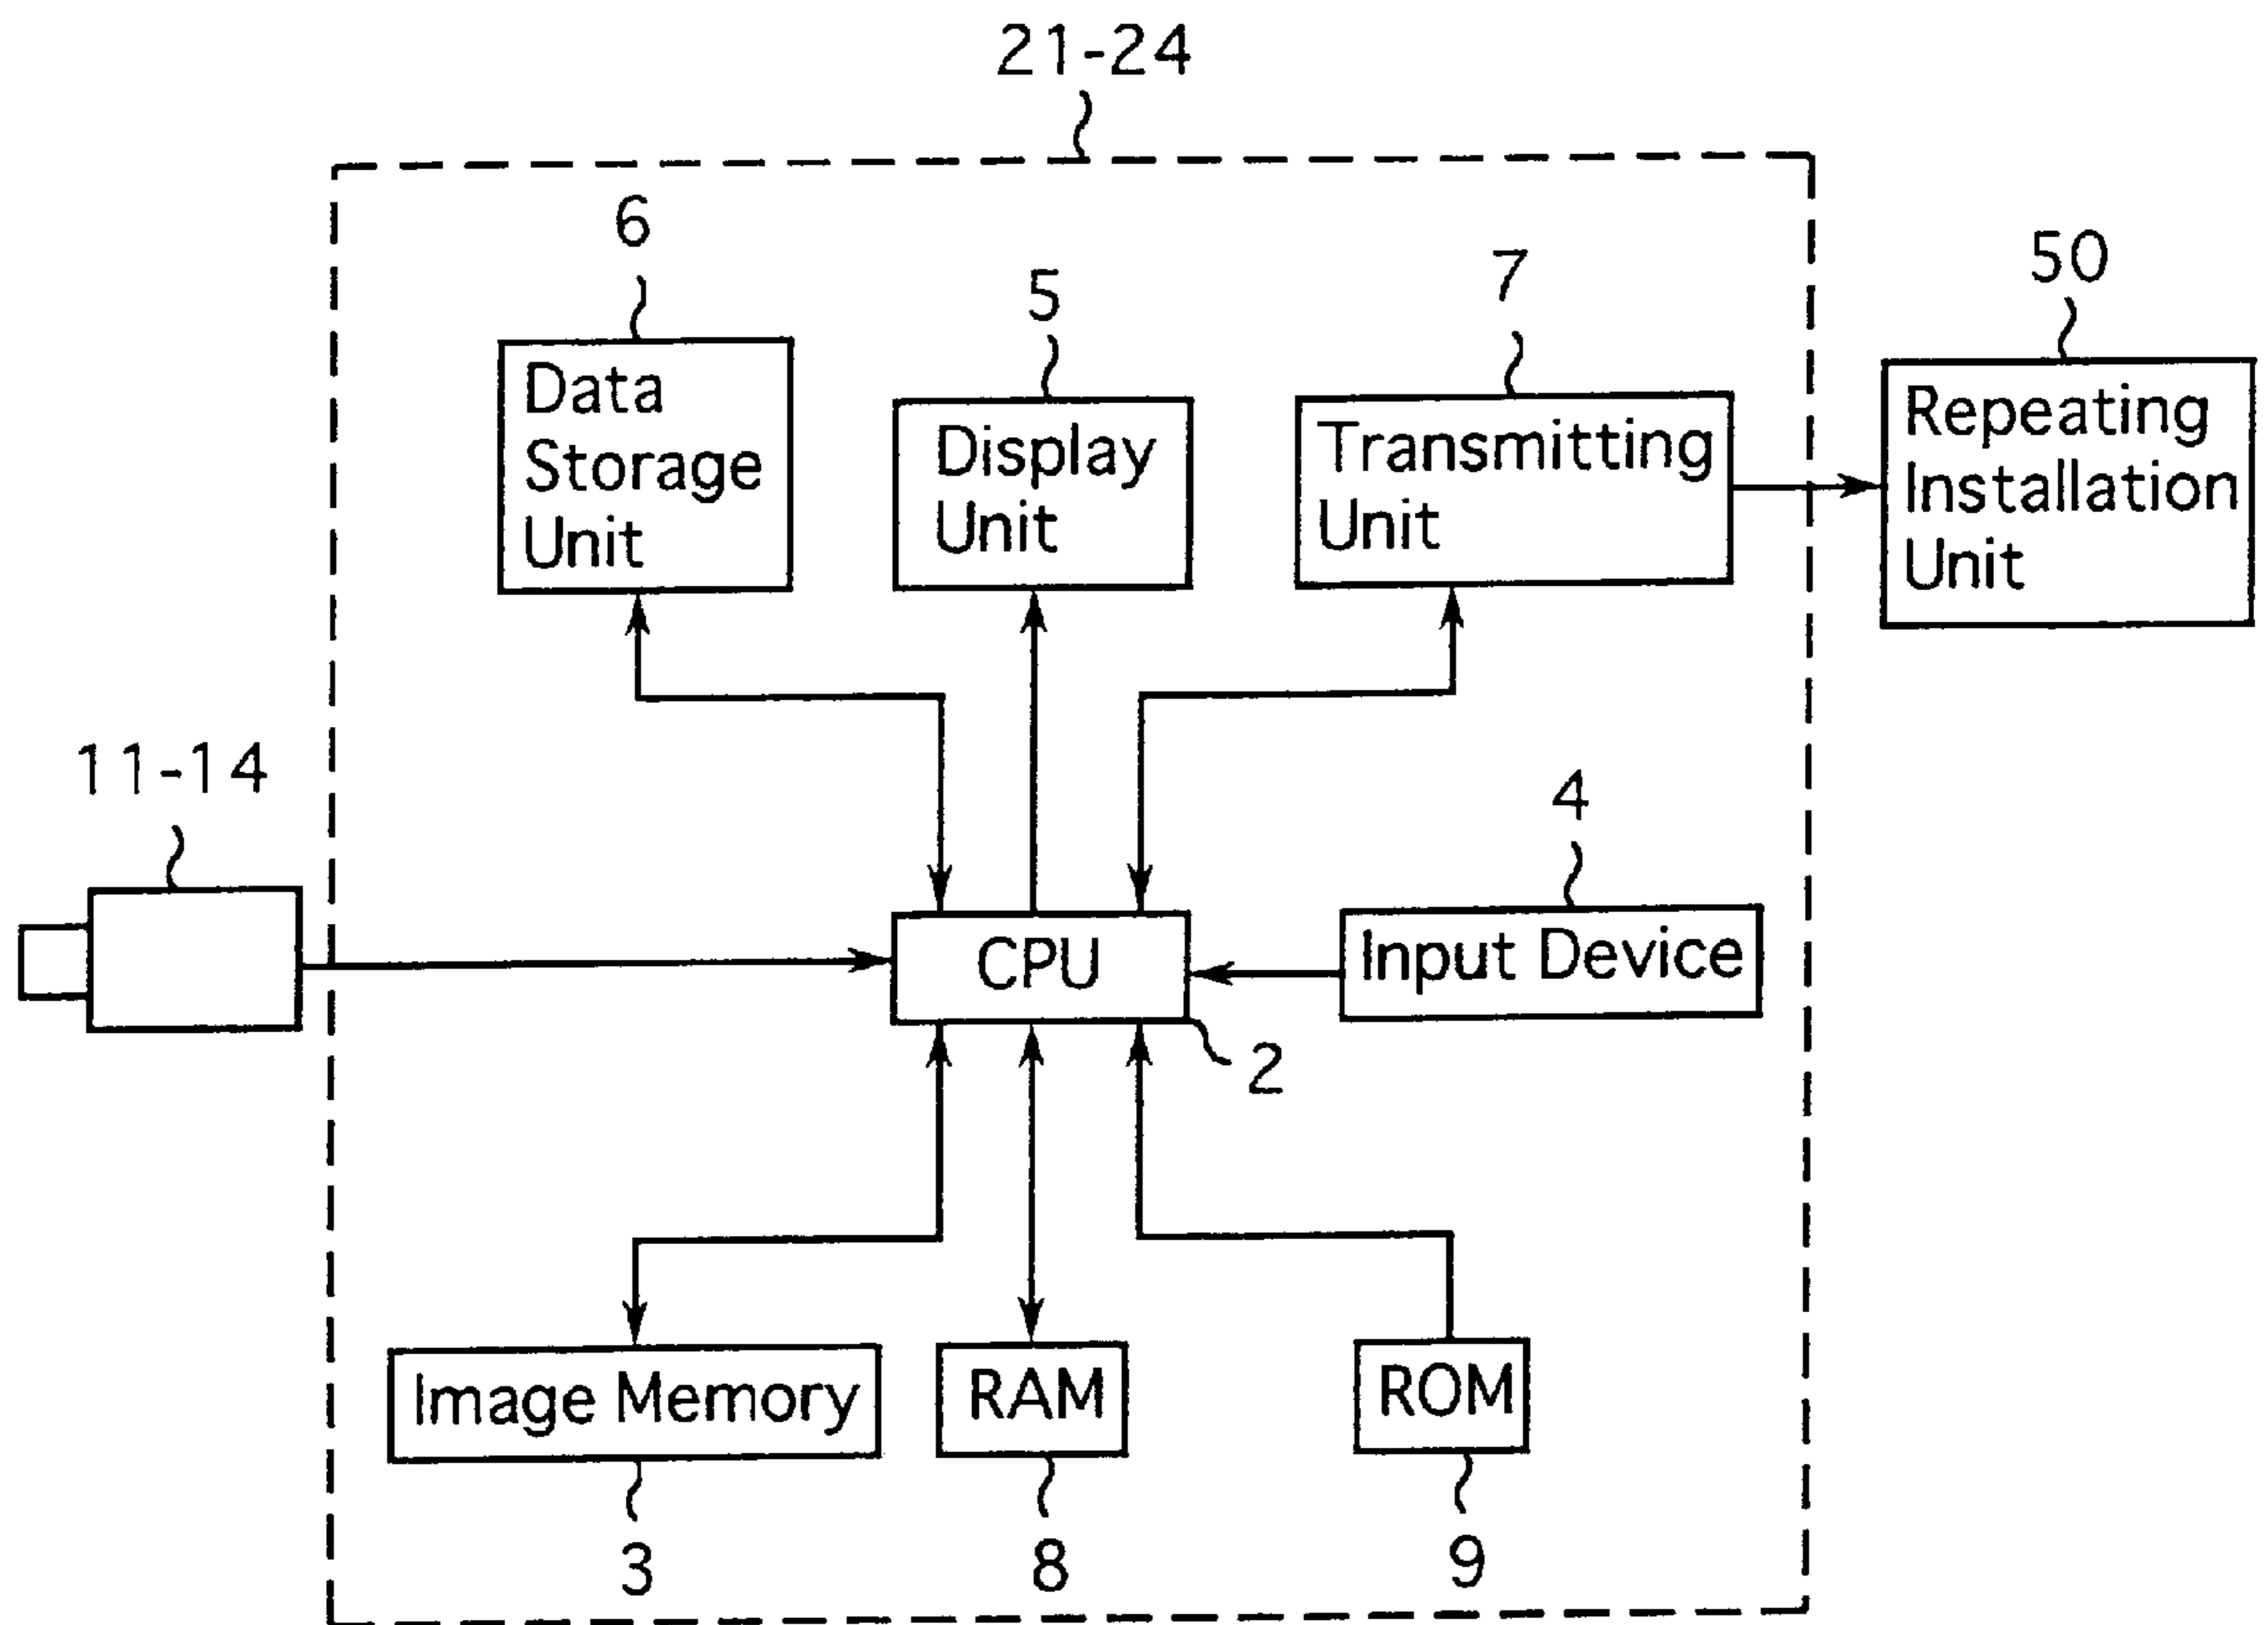 21-24
6
5
7
50
Data
Storage
Unit
Display
Unit
Transmitting
Unit
Repeating
Installation
Unit
11-14
4
CPU
Input Device
2
Image Memory
RAM
ROM
3
8
9